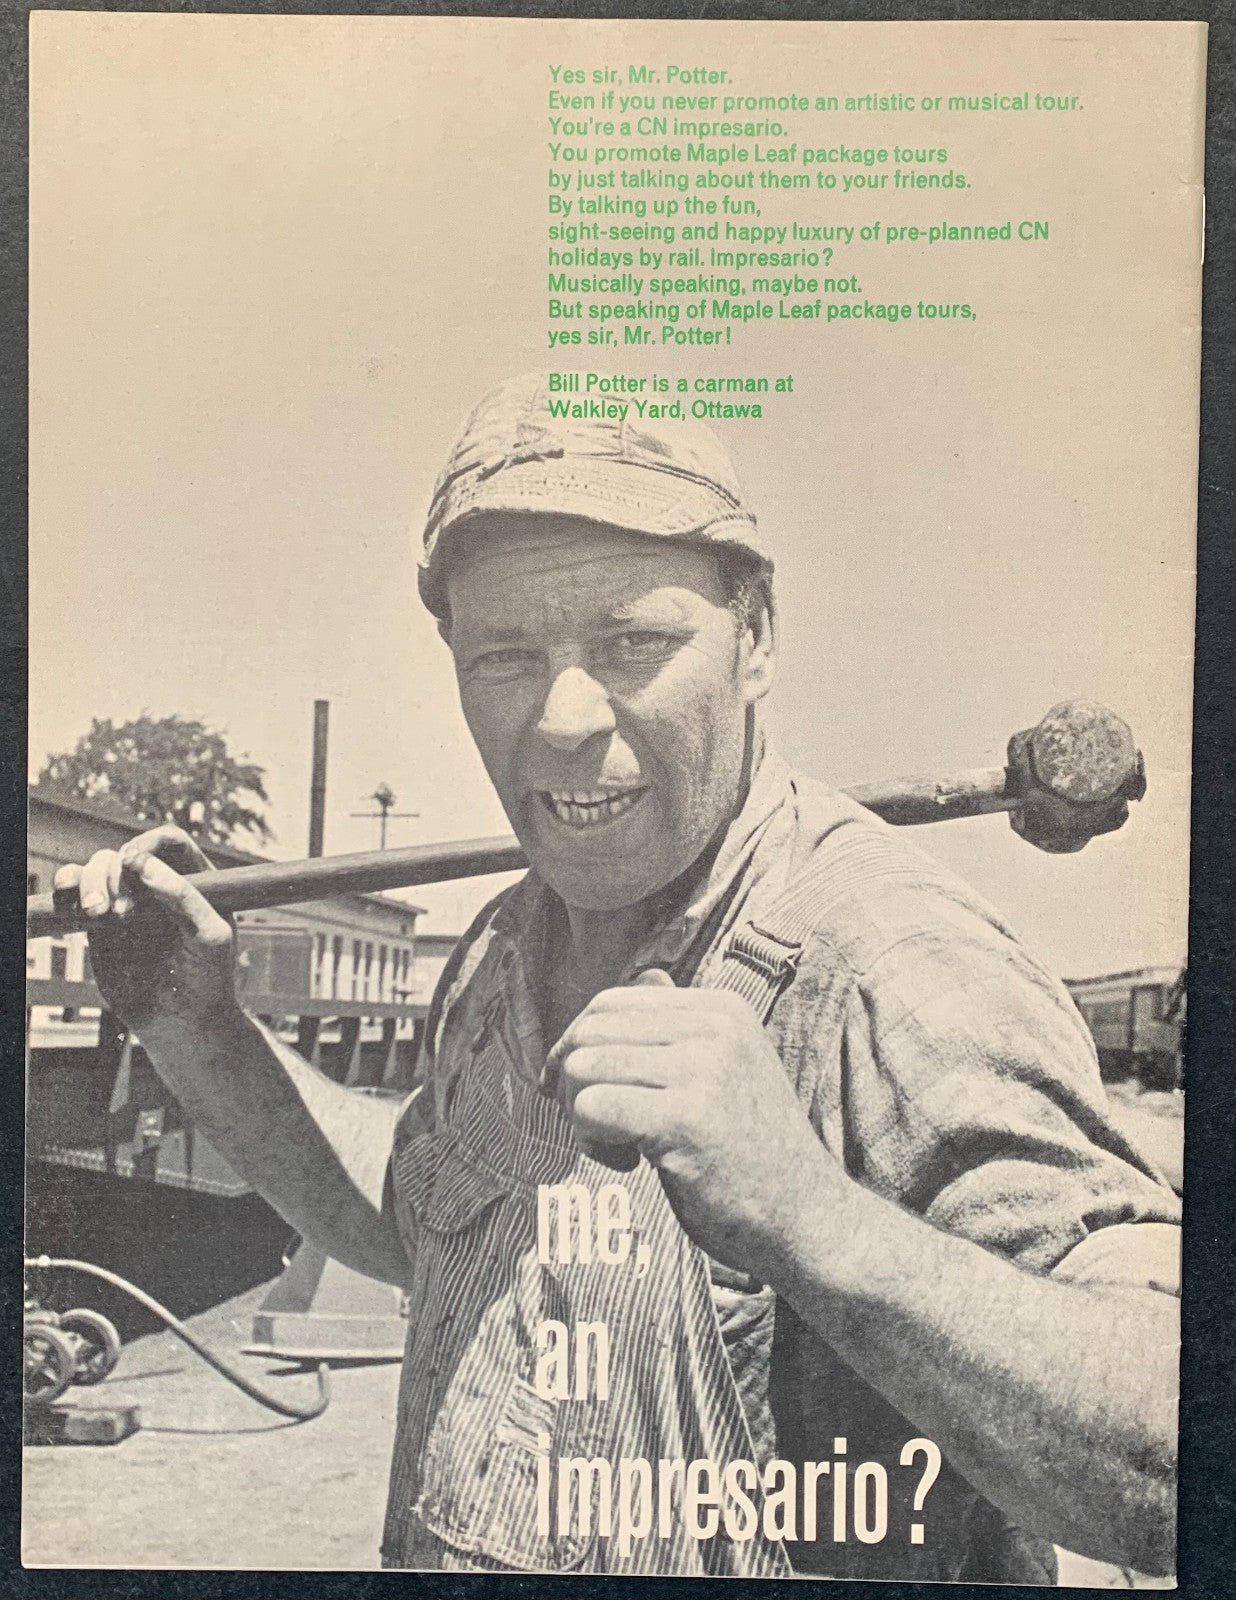 Yes sir, Mr. Potter.
Even if you never promote an artistic or musical tour.
You're a CN impresario.
You promote Maple Leaf package tours
by just talking about them to your friends.
By talking up the fun,
sight-seeing and happy luxury of pre-planned CN
holidays by rail. Impresario?
Musically speaking, maybe not.
But speaking of Maple Leaf package tours,
yes sir, Mr. Potter!
Bill Potter is a carman at
Walkley Yard, Ottawa
me,
an
impresario?